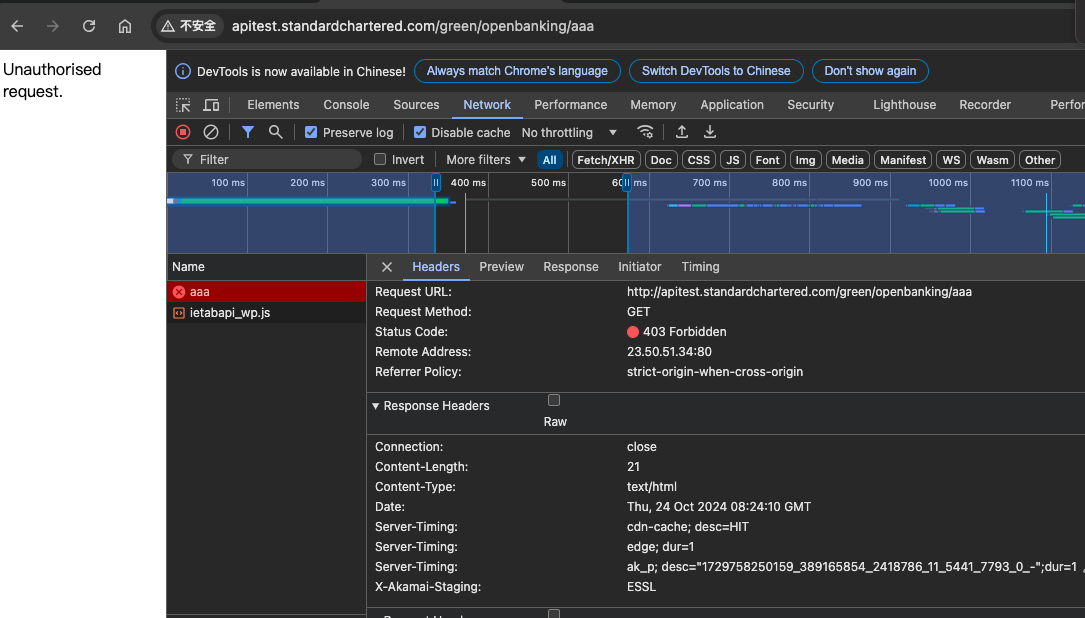 不安全 apitest.standardchartered.com/green/openbanking/aaa
Unauthorised
request.
DevTools is now available in Chinese! Always match Chrome's language Switch DevTools to Chinese Don't show again
Elements Console Sources Network Performance Memory Application Security Lighthouse Recorder Perfor
Preserve log Disable cache No throttling
Filter Invert More filters All Fetch/XHR Doc CSS JS Font Img Media Manifest WS Wasm Other
100 ms 200 ms 300 ms 400 ms 500 ms 600 ms 700 ms 800 ms 900 ms 1000 ms 1100 ms
Name
aaa
ietabapi_wp.js
Headers Preview Response Initiator Timing
Request URL: http://apitest.standardchartered.com/green/openbanking/aaa
Request Method: GET
Status Code: 403 Forbidden
Remote Address: 23.50.51.34:80
Referrer Policy: strict-origin-when-cross-origin
Response Headers
Raw
Connection: close
Content-Length: 21
Content-Type: text/html
Date: Thu, 24 Oct 2024 08:24:10 GMT
Server-Timing: cdn-cache; desc=HIT
Server-Timing: edge; dur=1
Server-Timing: ak_p; desc="1729758250159_389165854_2418786_11_5441_7793_0_-";dur=1
X-Akamai-Staging: ESSL